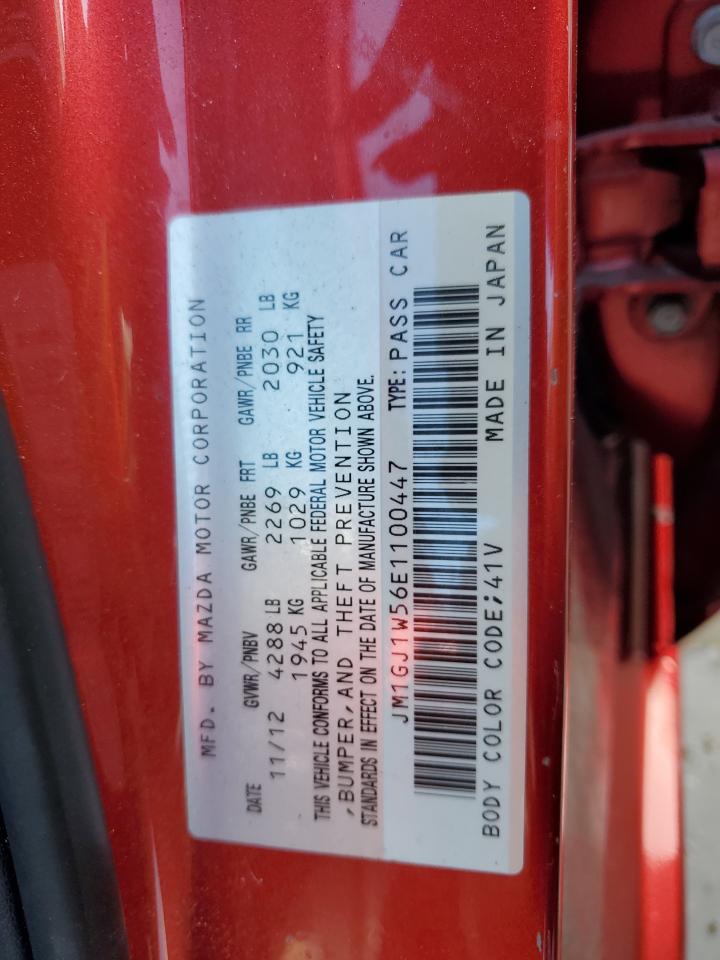 MFD. BY MAZDA MOTOR CORPORATION
DATE GVWR/PNBV GAWR/PNBE FRT GAWR/PNBE RR
11/12 4288 LB 2269 LB 2030 LB
1945 KG 1029 KG 921 KG
THIS VEHICLE CONFORMS TO ALL APPLICABLE FEDERAL MOTOR VEHICLE SAFETY
,BUMPER,AND THEFT PREVENTION
STANDARDS IN EFFECT ON THE DATE OF MANUFACTURE SHOWN ABOVE.
JM1GJ1W56E1100447 TYPE: PASS CAR
BODY COLOR CODE;41V MADE IN JAPAN